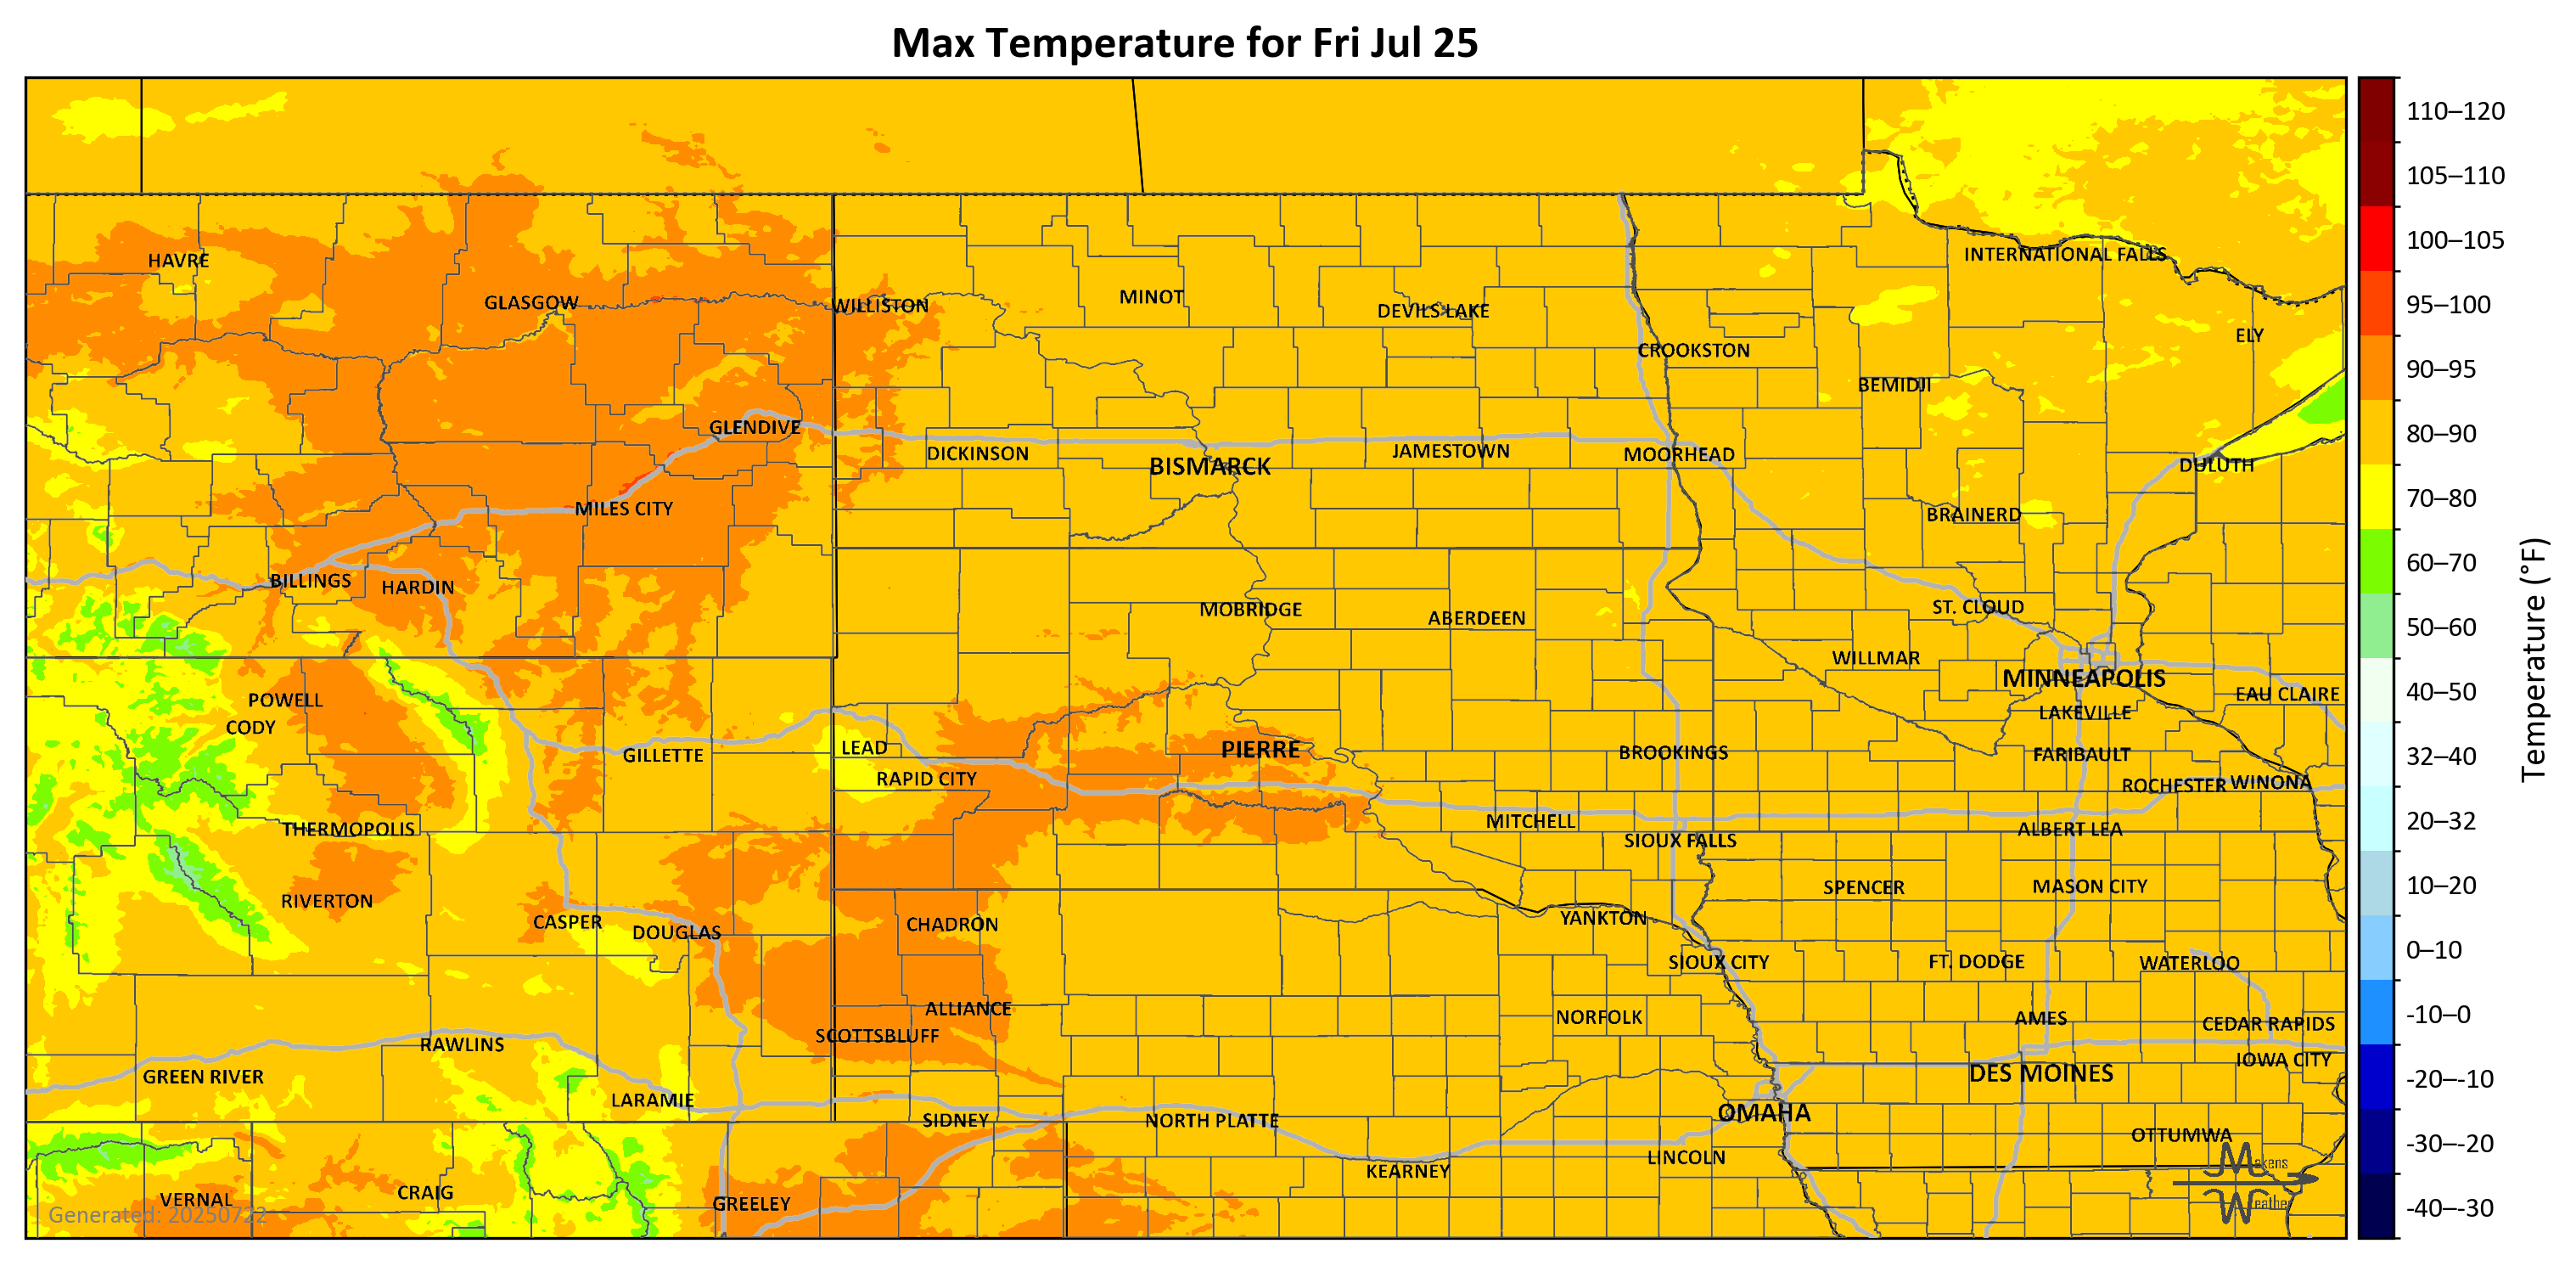 Max Temperature for Fri Jul 25
110–120
105–110
100–105
95–100
90–95
80–90
70–80
60–70
50–60
40–50
32–40
20–32
10–20
0–10
-10–0
-20–-10
-30–-20
-40–-30
Temperature (°F)
HAVRE
GLASGOW
WILLISTON
MINOT
DEVILS LAKE
CROOKSTON
INTERNATIONAL FALLS
ELY
BEMIDJI
GLENDIVE
DICKINSON
BISMARCK
JAMESTOWN
MOORHEAD
DULUTH
MILES CITY
BRAINERD
BILLINGS
HARDIN
MOBRIDGE
ABERDEEN
ST. CLOUD
WILLMAR
MINNEAPOLIS
EAU CLAIRE
POWELL
CODY
LAKEVILLE
GILLETTE
LEAD
PIERRE
BROOKINGS
FARIBAULT
RAPID CITY
ROCHESTER
WINONA
THERMOPOLIS
MITCHELL
SIOUX FALLS
ALBERT LEA
RIVERTON
SPENCER
MASON CITY
CASPER
DOUGLAS
CHADRON
YANKTON
SIOUX CITY
FT. DODGE
WATERLOO
ALLIANCE
NORFOLK
AMES
CEDAR RAPIDS
SCOTTSBLUFF
RAWLINS
IOWA CITY
GREEN RIVER
DES MOINES
LARAMIE
SIDNEY
NORTH PLATTE
OMAHA
OTTUMWA
LINCOLN
KEARNEY
VERNAL
CRAIG
GREELEY
Generated: 20250722
Makens
Weather